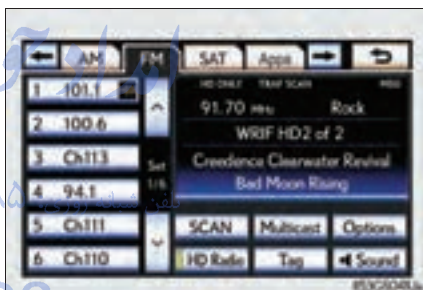 AM FM SAT Apps
1 101.1
2 100.6
3 Ch113
4 94.1
5 Ch111
6 Ch110
Set
1/6
HD ONLY TRAF SCAN
91.70 MHz Rock
WRIF HD2 of 2
Creedence Clearwater Revival
Bad Moon Rising
SCAN Multicast Options
HD Radio Tag Sound